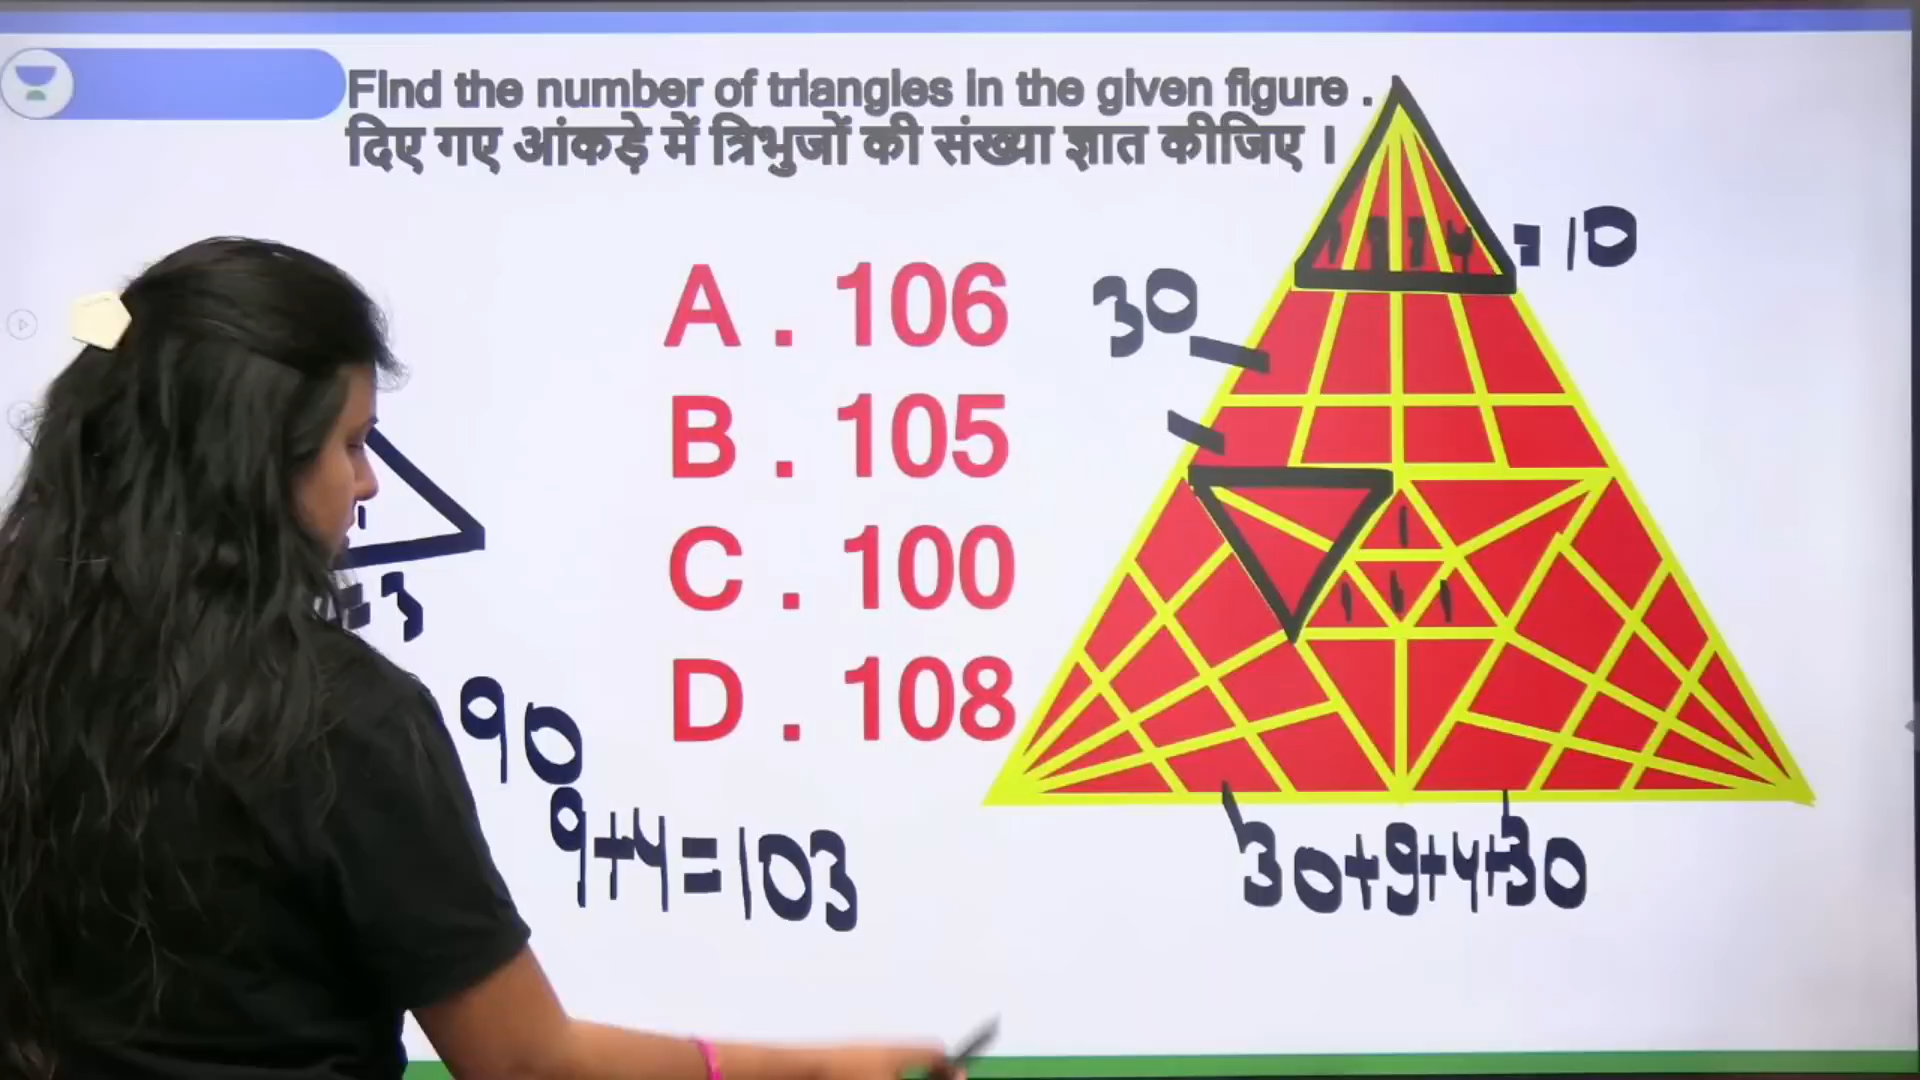 Find the number of triangles in the given figure .
दिए गए आंकड़े में त्रिभुजों की संख्या ज्ञात कीजिए ।
= 10
A . 106
30
B . 105
C . 100
= 3
D . 108
90
9+4=103
30+9+4+30